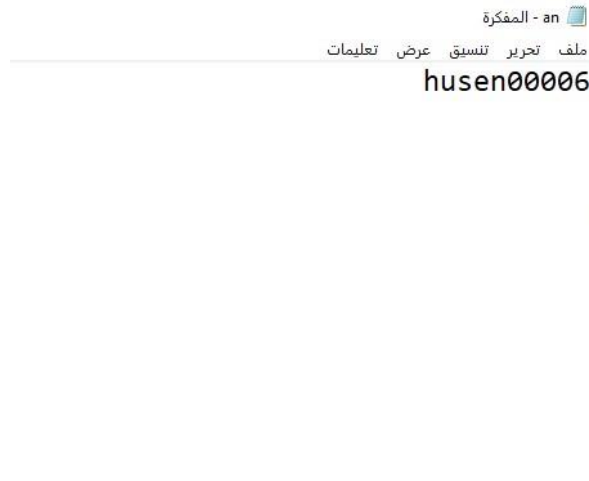 an - المفكرة
ملف تحرير تنسيق عرض تعليمات
husen00006